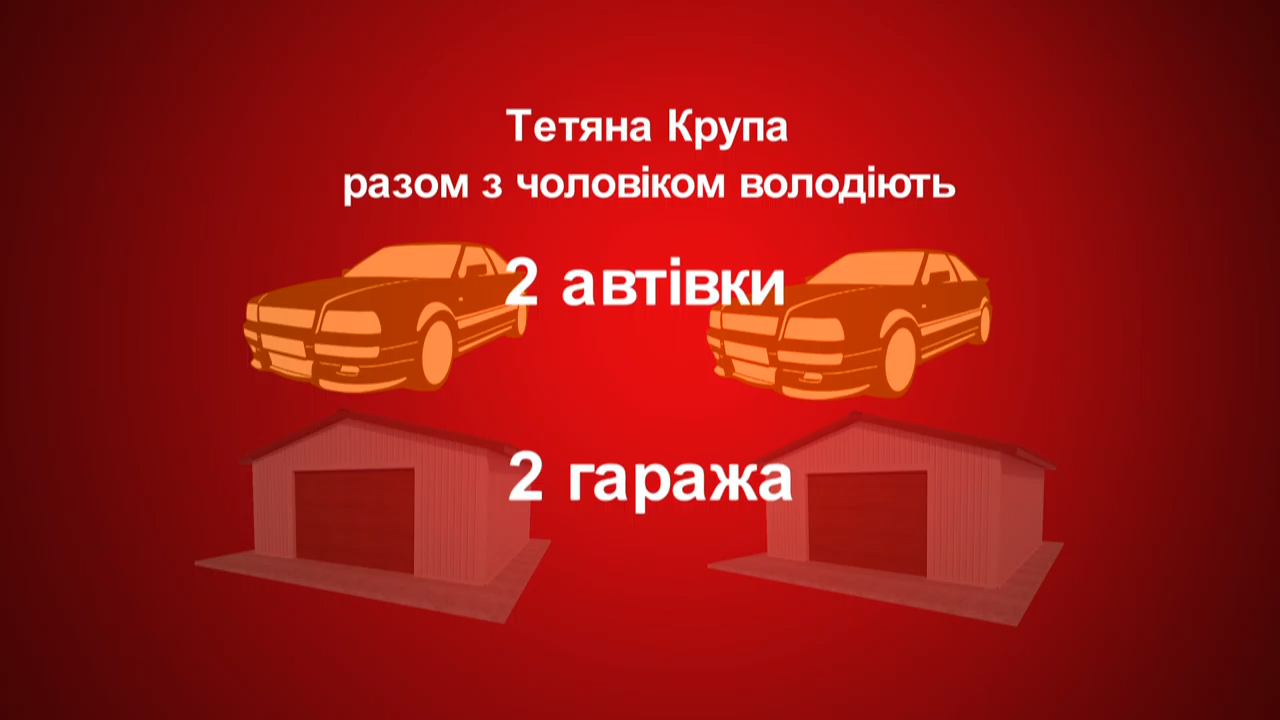 Тетяна Крупа
разом з чоловіком володіють
2 автівки
2 гаража